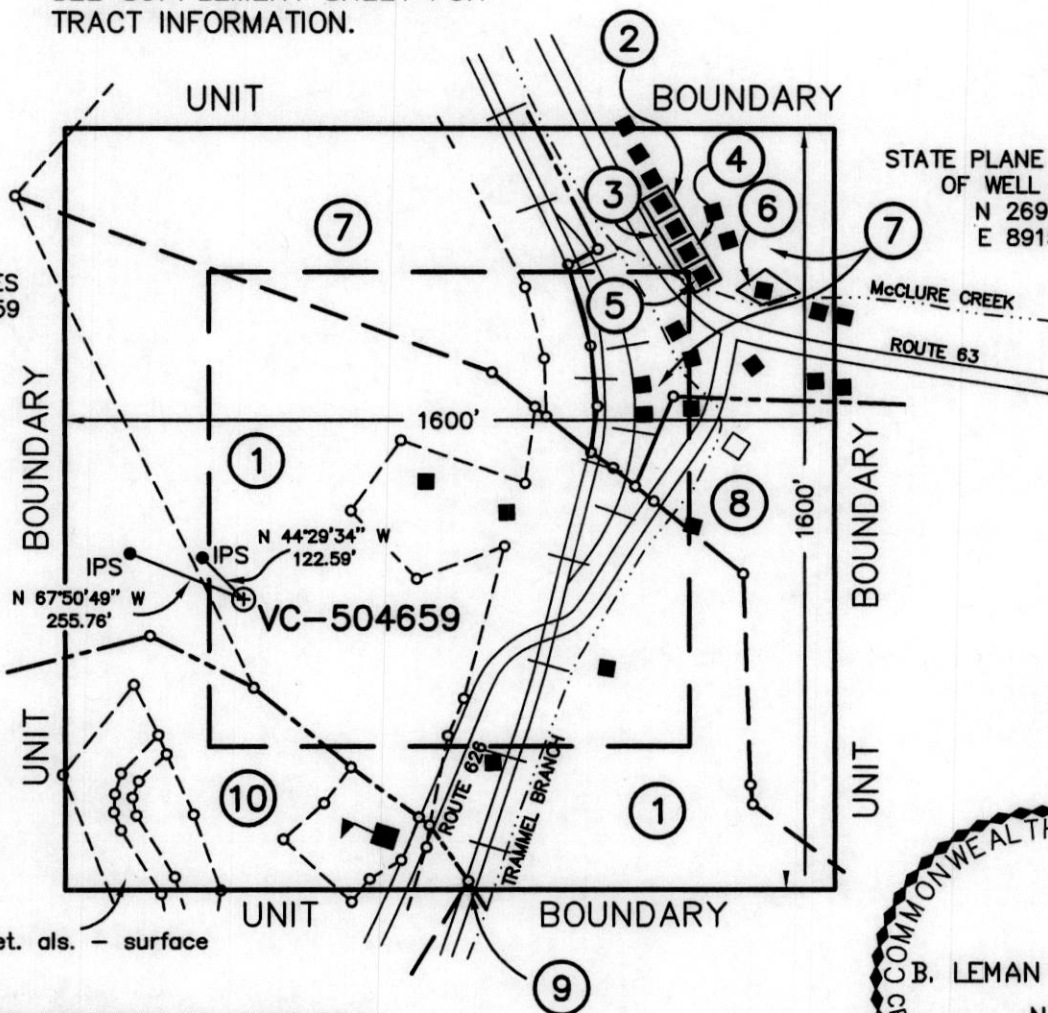 TRACT INFORMATION.
2
UNIT
BOUNDARY
STATE PLANE
OF WELL
N 269
E 891
4
3
6
7
7
ES
59
5
McCLURE CREEK
ROUTE 63
BOUNDARY
1600'
1
BOUNDARY
8
1600'
N 44°29'34" W
122.59'
IPS
IPS
N 67°50'49" W
255.76'
VC-504659
UNIT
ROUTE 626
TRAMMEL BRANCH
UNIT
10
1
COMMONWEALTH
UNIT
BOUNDARY
et. als. - surface
B. LEMAN
9